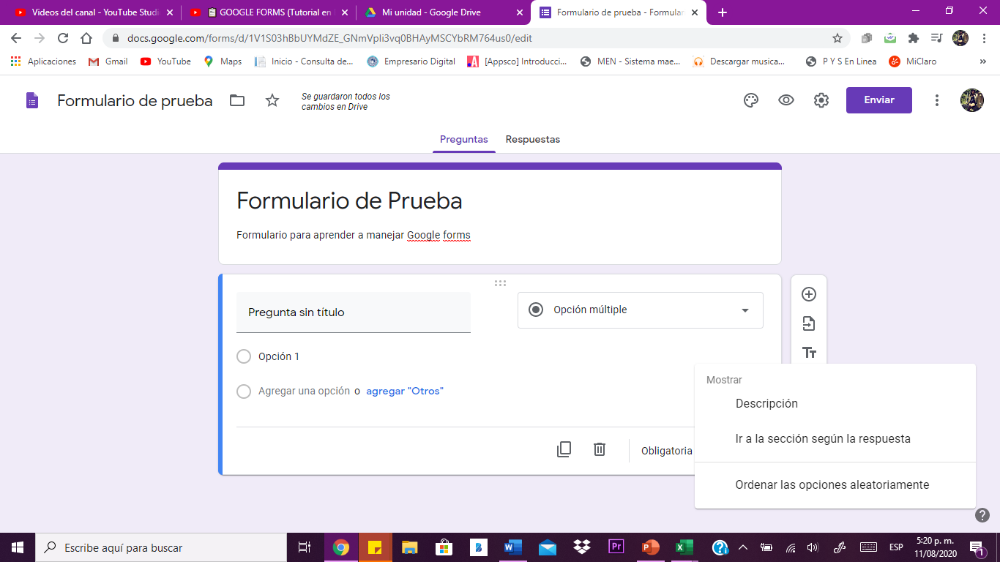 Videos del canal - YouTube Studi
GOOGLE FORMS (Tutorial en
Mi unidad - Google Drive
Formulario de prueba - Formular
docs.google.com/forms/d/1V1S03hBbUYMdZE_GNmVpIi3vq0BHAyMSCYbRM764us0/edit
Aplicaciones
Gmail
YouTube
Maps
Inicio - Consulta de...
Empresario Digital
[Appsco] Introducci...
MEN - Sistema mae...
Descargar musica...
P Y S En Linea
MiClaro
»
Formulario de prueba
Se guardaron todos los
cambios en Drive
Enviar
Preguntas
Respuestas
Formulario de Prueba
Formulario para aprender a manejar Google forms
Pregunta sin título
Opción múltiple
Opción 1
Agregar una opción o agregar "Otros"
Tt
Mostrar
Descripción
Ir a la sección según la respuesta
Obligatoria
Ordenar las opciones aleatoriamente
Escribe aquí para buscar
Pr
ESP
5:20 p. m.
11/08/2020
1